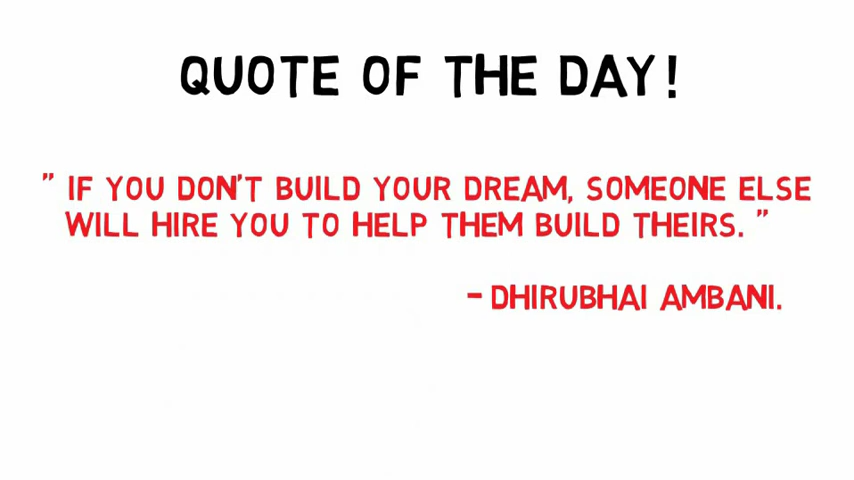 QUOTE OF THE DAY!
" IF YOU DON'T BUILD YOUR DREAM, SOMEONE ELSE
WILL HIRE YOU TO HELP THEM BUILD THEIRS. "
- DHIRUBHAI AMBANI.